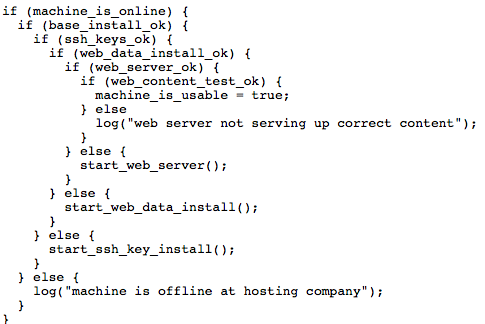 if (machine_is_online) {
  if (base_install_ok) {
    if (ssh_keys_ok) {
      if (web_data_install_ok) {
        if (web_server_ok) {
          if (web_content_test_ok) {
            machine_is_usable = true;
          } else
            log("web server not serving up correct content");
          }
        } else {
          start_web_server();
        }
      } else {
        start_web_data_install();
      }
    } else {
      start_ssh_key_install();
    }
  } else {
    log("machine is offline at hosting company");
  }
}